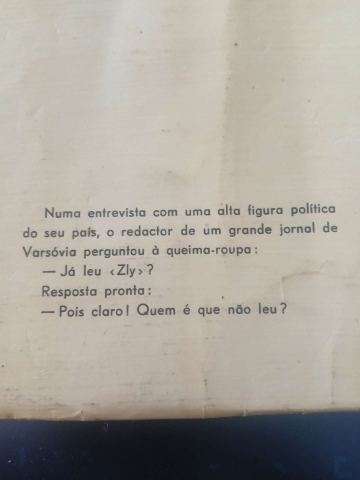 Numa entrevista com uma alta figura política
do seu país, o redactor de um grande jornal de
Varsóvia perguntou à queima-roupa:
— Já leu ‹Zly›?
Resposta pronta:
— Pois claro! Quem é que não leu?